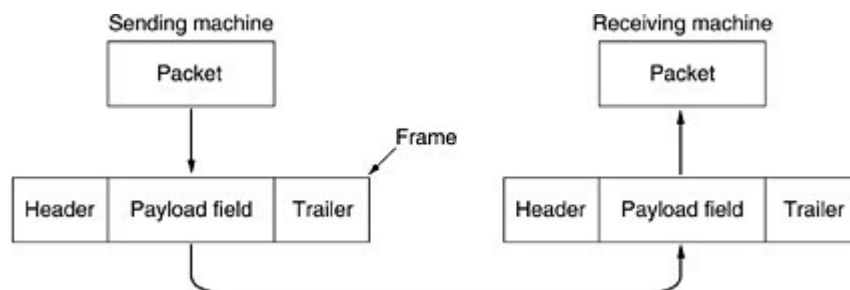 Sending machine
Receiving machine
Packet
Packet
Frame
Header
Payload field
Trailer
Header
Payload field
Trailer